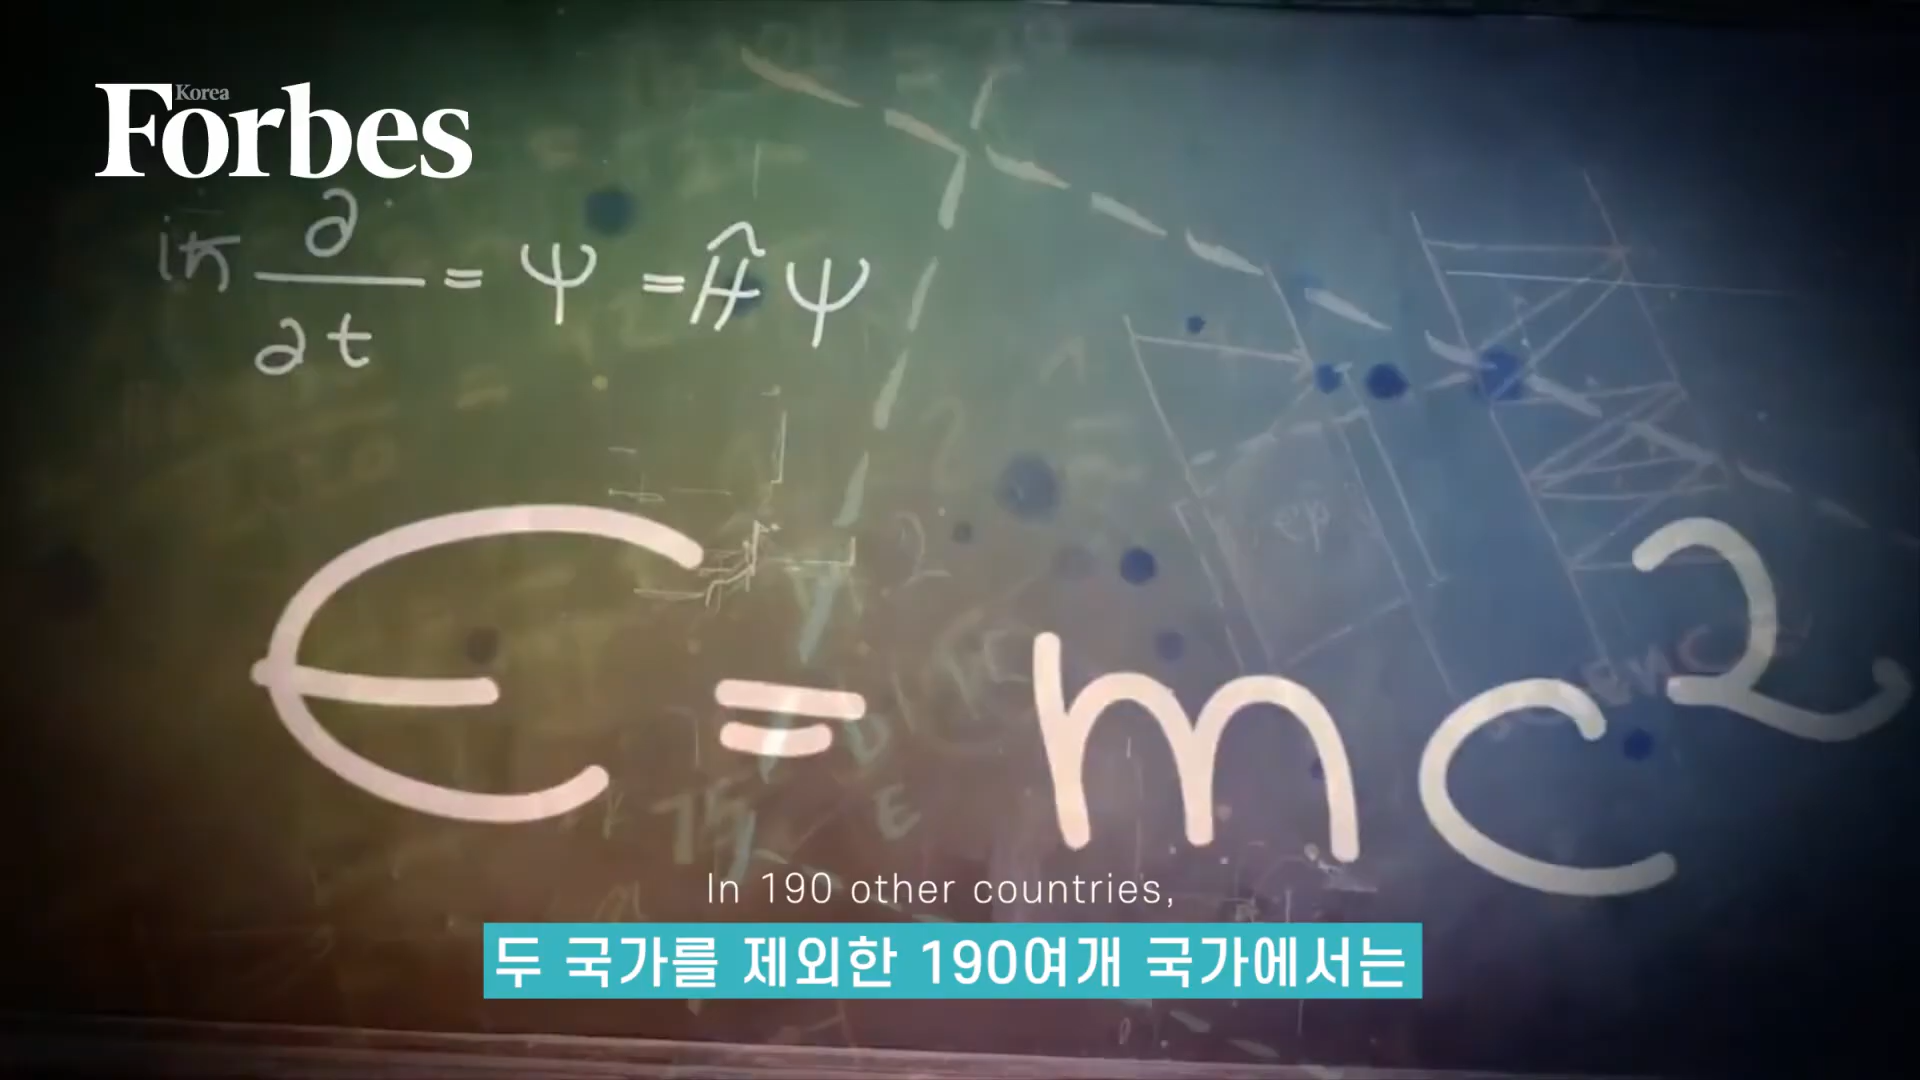 Korea
Forbes
iℏ ∂/∂t = Ψ = ĤΨ
E = mc²
In 190 other countries,
두 국가를 제외한 190여개 국가에서는